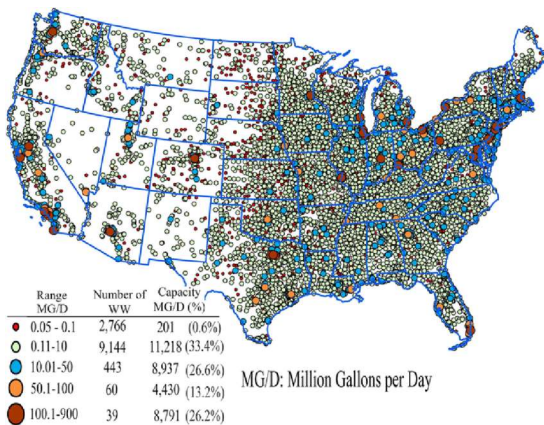 Range Number of Capacity
MG/D WW MG/D (%)
0.05 - 0.1 2,766 201 (0.6%)
0.11-10 9,144 11,218 (33.4%)
10.01-50 443 8,937 (26.6%)
50.1-100 60 4,430 (13.2%)
100.1-900 39 8,791 (26.2%)
MG/D: Million Gallons per Day